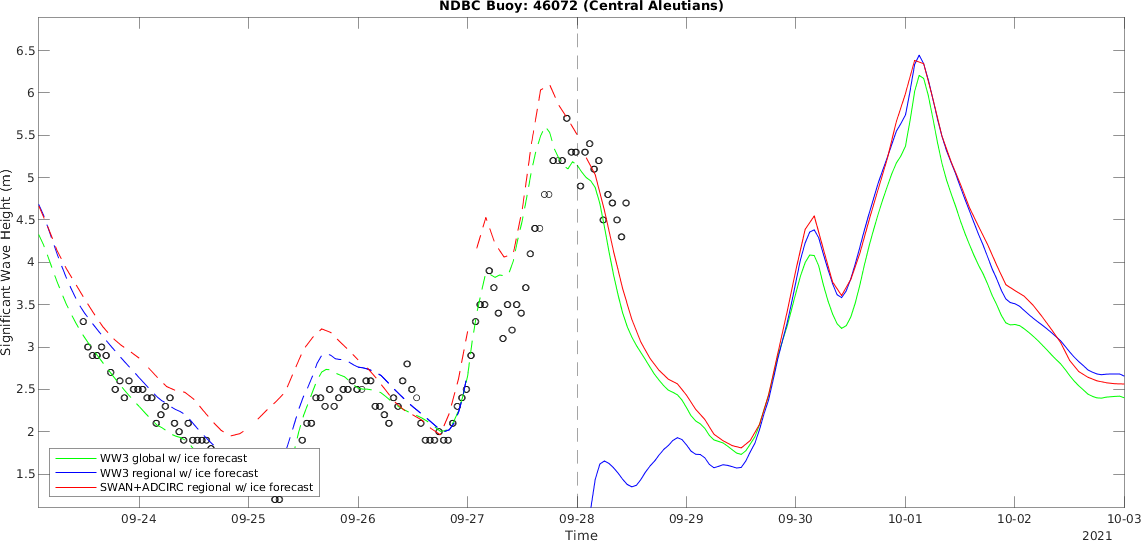 NDBC Buoy: 46072 (Central Aleutians)
6.5
6
5.5
5
4.5
4
3.5
3
2.5
2
1.5
Significant Wave Height (m)
WW3 global w/ ice forecast
WW3 regional w/ ice forecast
SWAN+ADCIRC regional w/ ice forecast
09-24 09-25 09-26 09-27 09-28 09-29 09-30 10-01 10-02 10-03
Time
2021